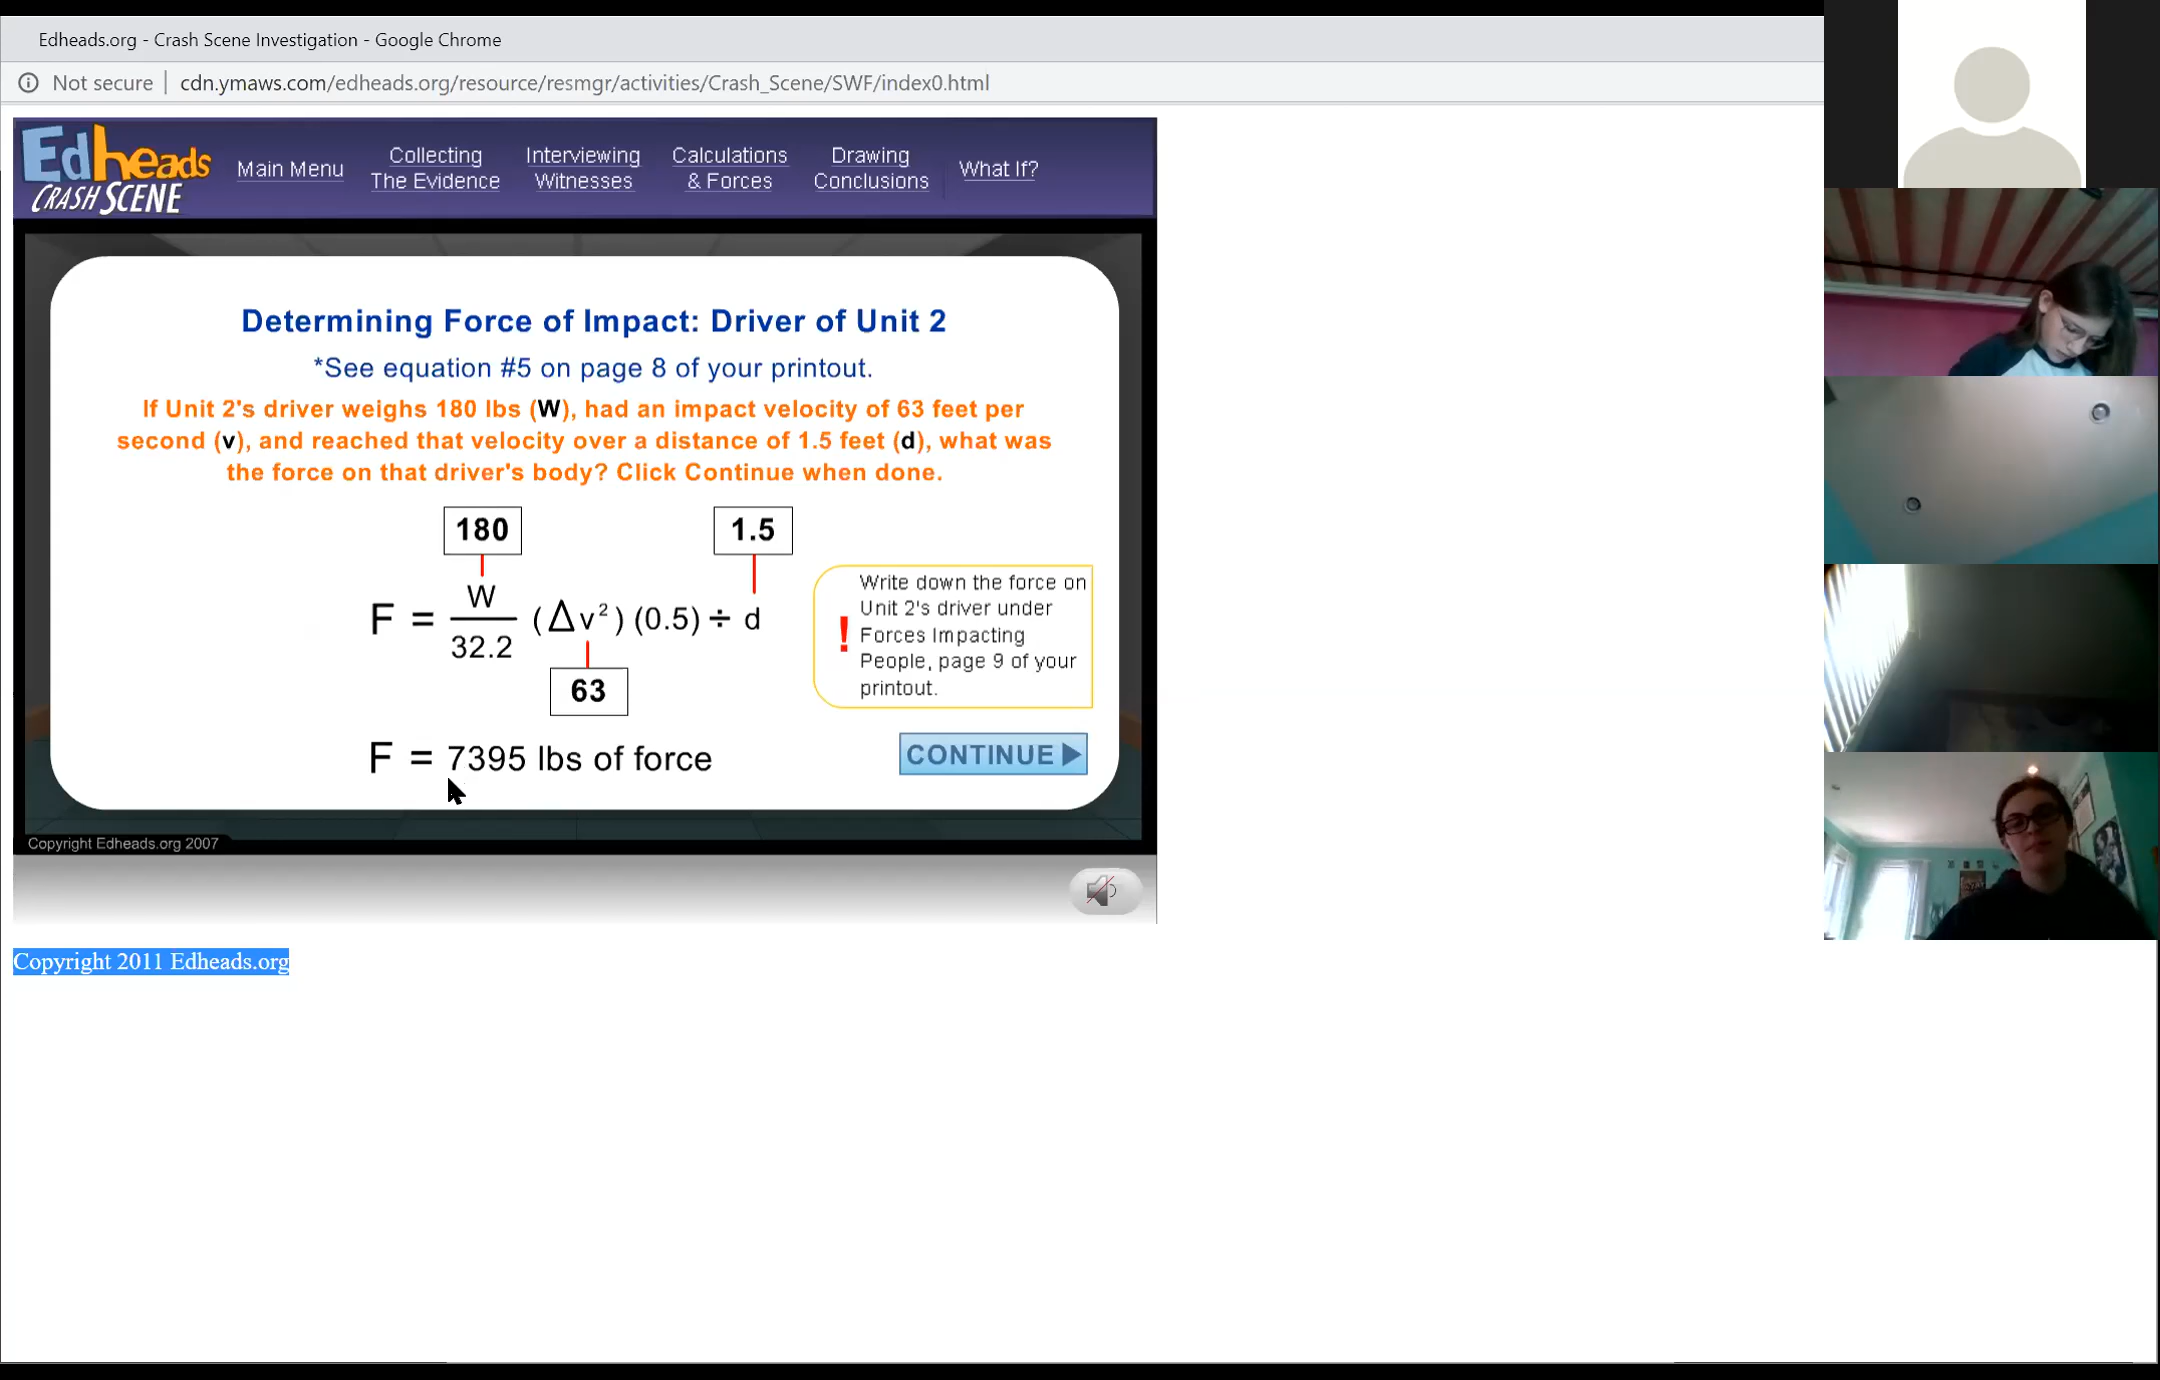 Edheads.org - Crash Scene Investigation - Google Chrome
Not secure | cdn.ymaws.com/edheads.org/resource/resmgr/activities/Crash_Scene/SWF/index0.html
Edheads
CRASH SCENE
Main Menu
Collecting
The Evidence
Interviewing
Witnesses
Calculations
& Forces
Drawing
Conclusions
What If?
Determining Force of Impact: Driver of Unit 2
*See equation #5 on page 8 of your printout.
If Unit 2's driver weighs 180 lbs (W), had an impact velocity of 63 feet per
second (v), and reached that velocity over a distance of 1.5 feet (d), what was
the force on that driver's body? Click Continue when done.
180
1.5
F = W/32.2 (Δv²) (0.5) ÷ d
63
F = 7395 lbs of force
!
Write down the force on
Unit 2's driver under
Forces Impacting
People, page 9 of your
printout.
CONTINUE
Copyright Edheads.org 2007
Copyright 2011 Edheads.org